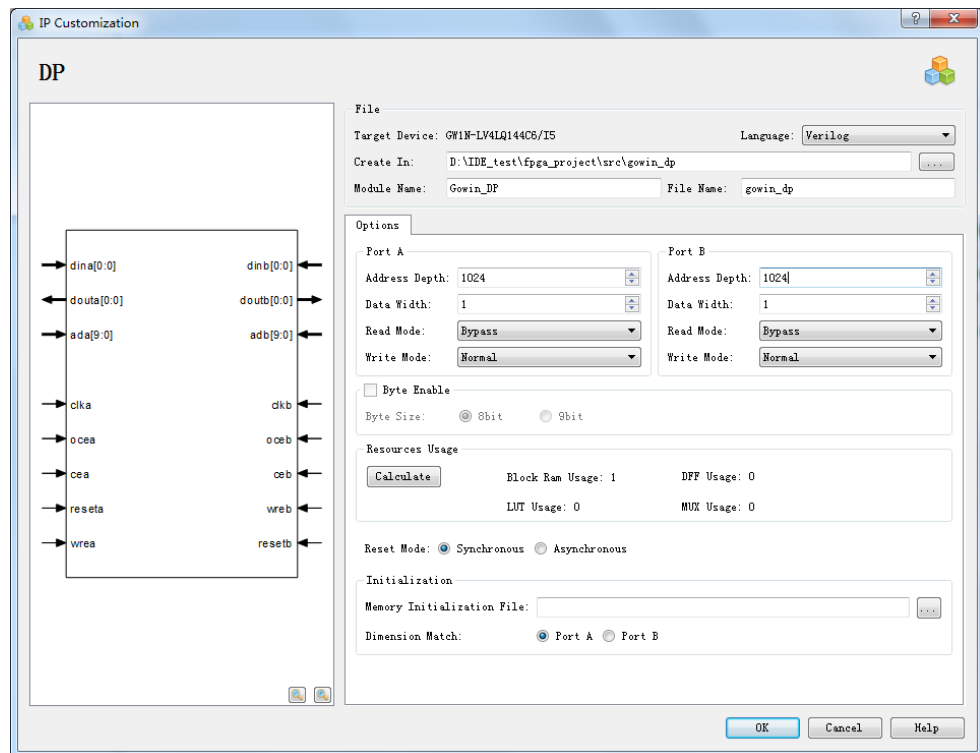 IP Customization
DP
File
Target Device: GW1N-LV4LQ144C6/I5 Language: Verilog
Create In: D:\IDE_test\fpga_project\src\gowin_dp ...
Module Name: Gowin_DP File Name: gowin_dp
Options
Port A
Address Depth: 1024
Data Width: 1
Read Mode: Bypass
Write Mode: Normal
Port B
Address Depth: 1024
Data Width: 1
Read Mode: Bypass
Write Mode: Normal
Byte Enable
Byte Size: 8bit 9bit
Resources Usage
Calculate Block Ram Usage: 1 DFF Usage: 0
LUT Usage: 0 MUX Usage: 0
Reset Mode: Synchronous Asynchronous
Initialization
Memory Initialization File: ...
Dimension Match: Port A Port B
dina[0:0] dinb[0:0]
douta[0:0] doutb[0:0]
ada[9:0] adb[9:0]
clka clkb
ocea oceb
cea ceb
reseta wreb
wrea resetb
OK Cancel Help